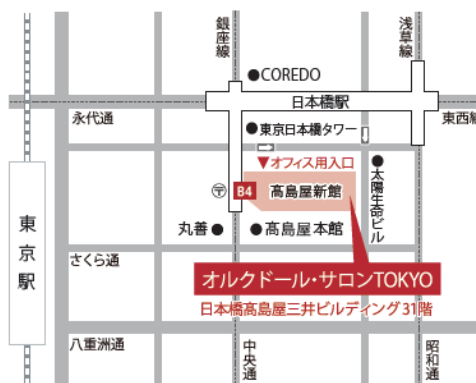 銀座線
浅草線
COREDO
日本橋駅
永代通
東西線
東京日本橋タワー
▼オフィス用入口
太陽生命ビル
〒
B4
髙島屋新館
東京駅
丸善
髙島屋本館
さくら通
オルクドール・サロンTOKYO
日本橋髙島屋三井ビルディング31階
八重洲通
中央通
昭和通